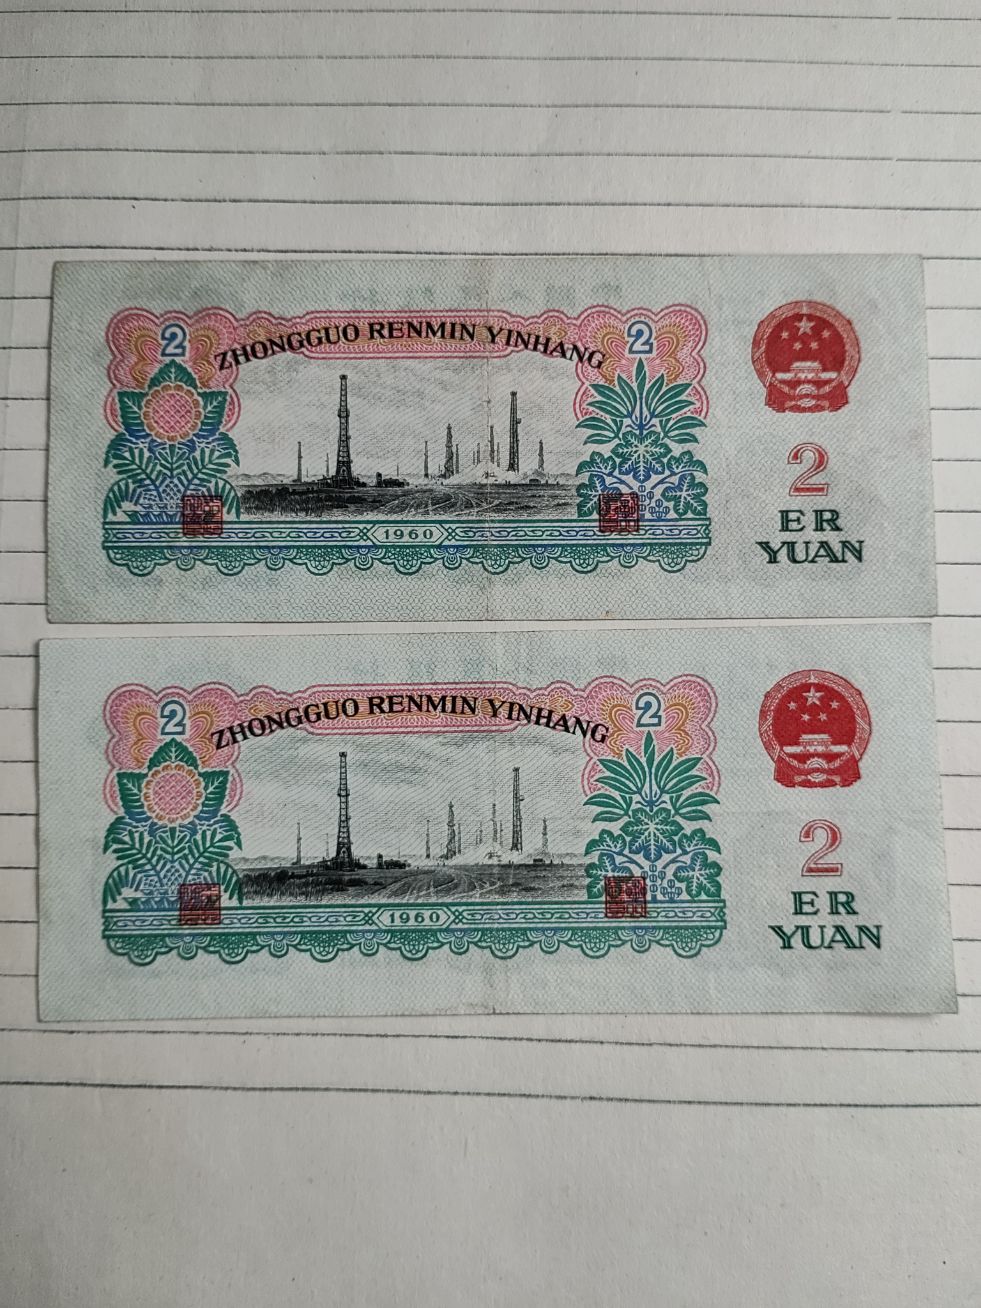 2 ZHONGGUO RENMIN YINHANG 2
2
1960
ER
YUAN
2 ZHONGGUO RENMIN YINHANG 2
2
1960
ER
YUAN